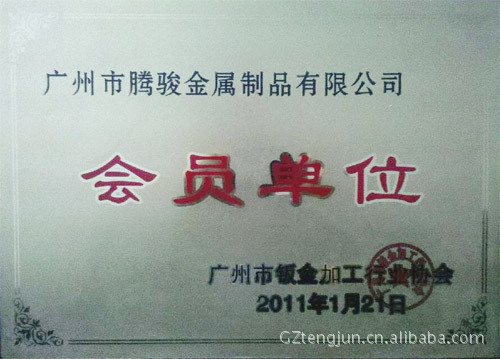 广州市腾骏金属制品有限公司
会员单位
广州市钣金加工行业协会
2011年1月21日
GZtengjun.cn.alibaba.com